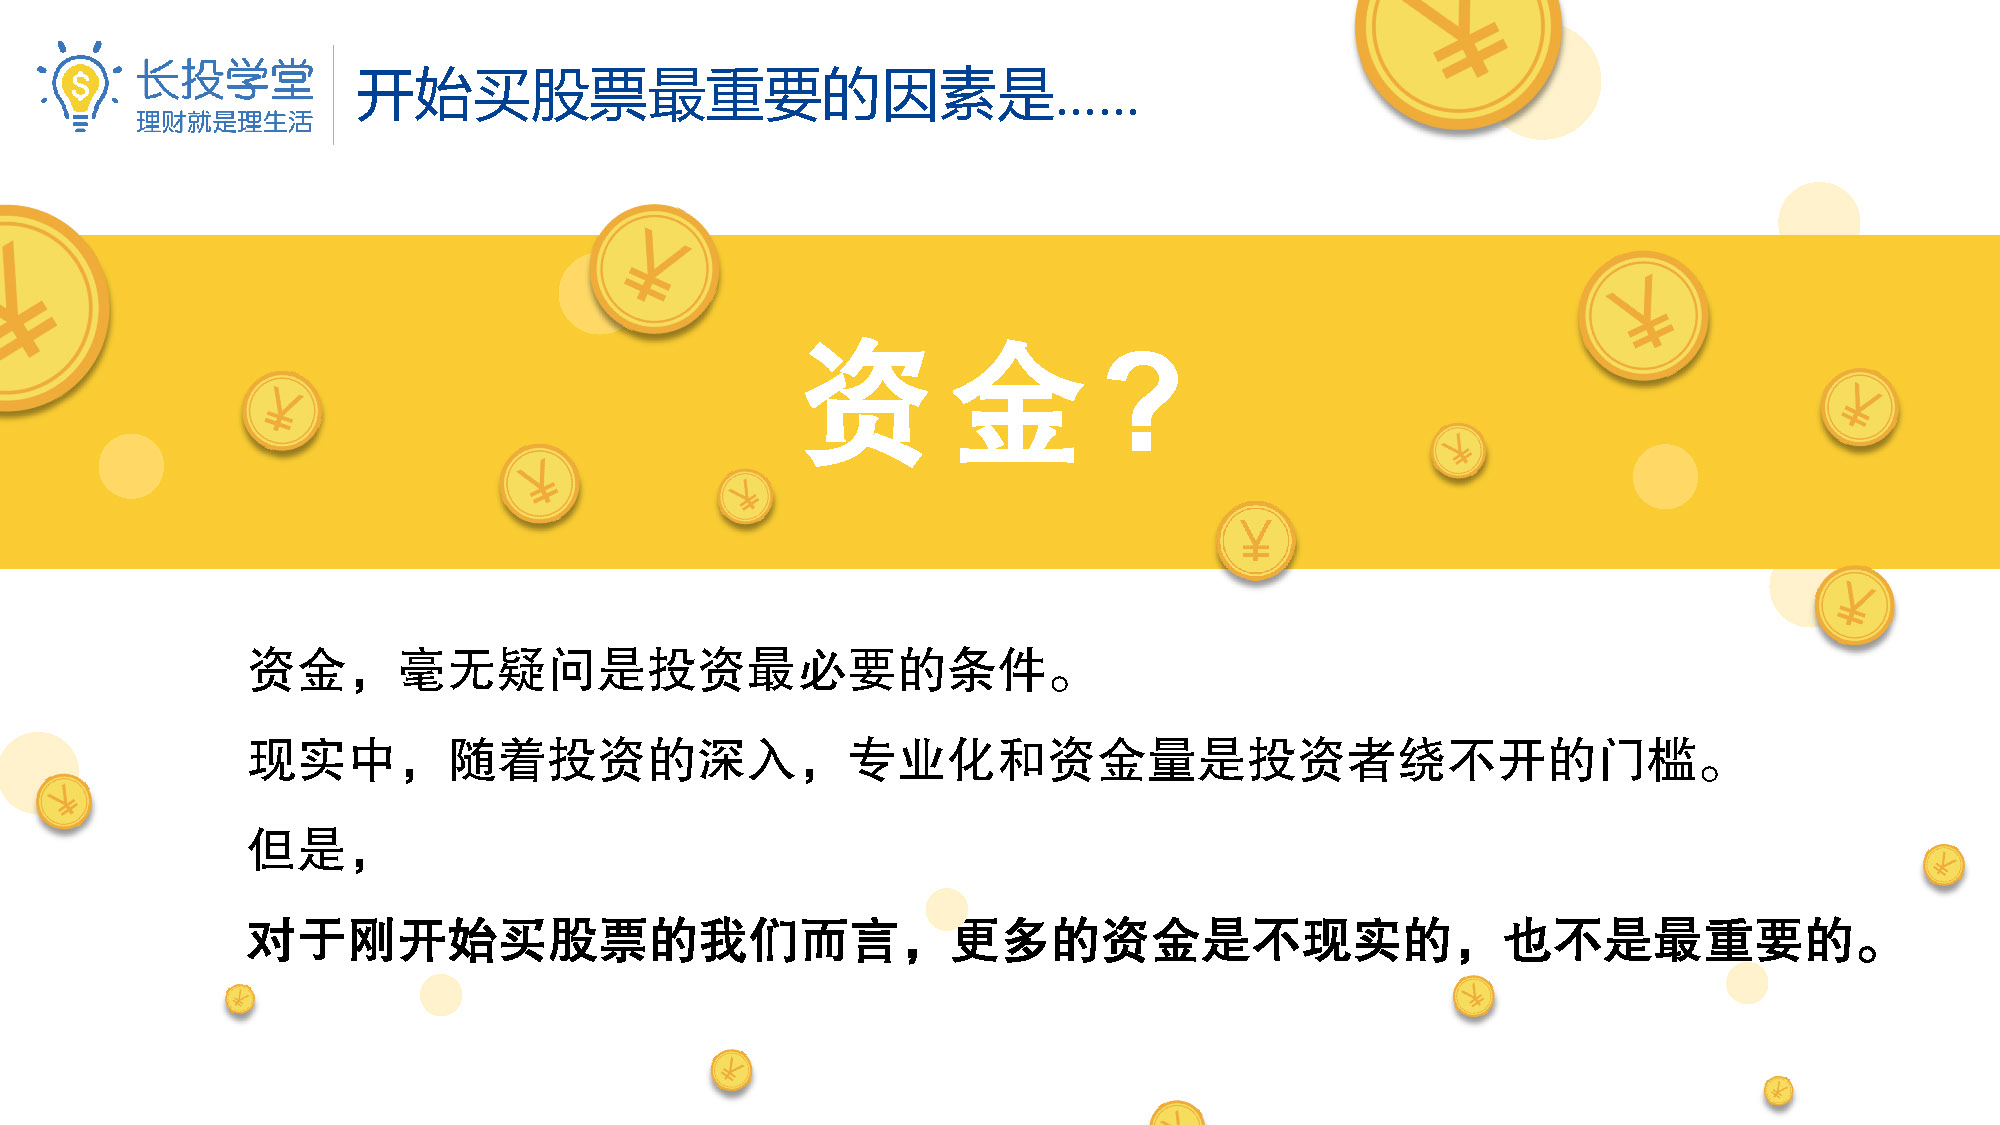 长投学堂
理财就是理生活
开始买股票最重要的因素是……
资金？
资金，毫无疑问是投资最必要的条件。
现实中，随着投资的深入，专业化和资金量是投资者绕不开的门槛。
但是，
对于刚开始买股票的我们而言，更多的资金是不现实的，也不是最重要的。